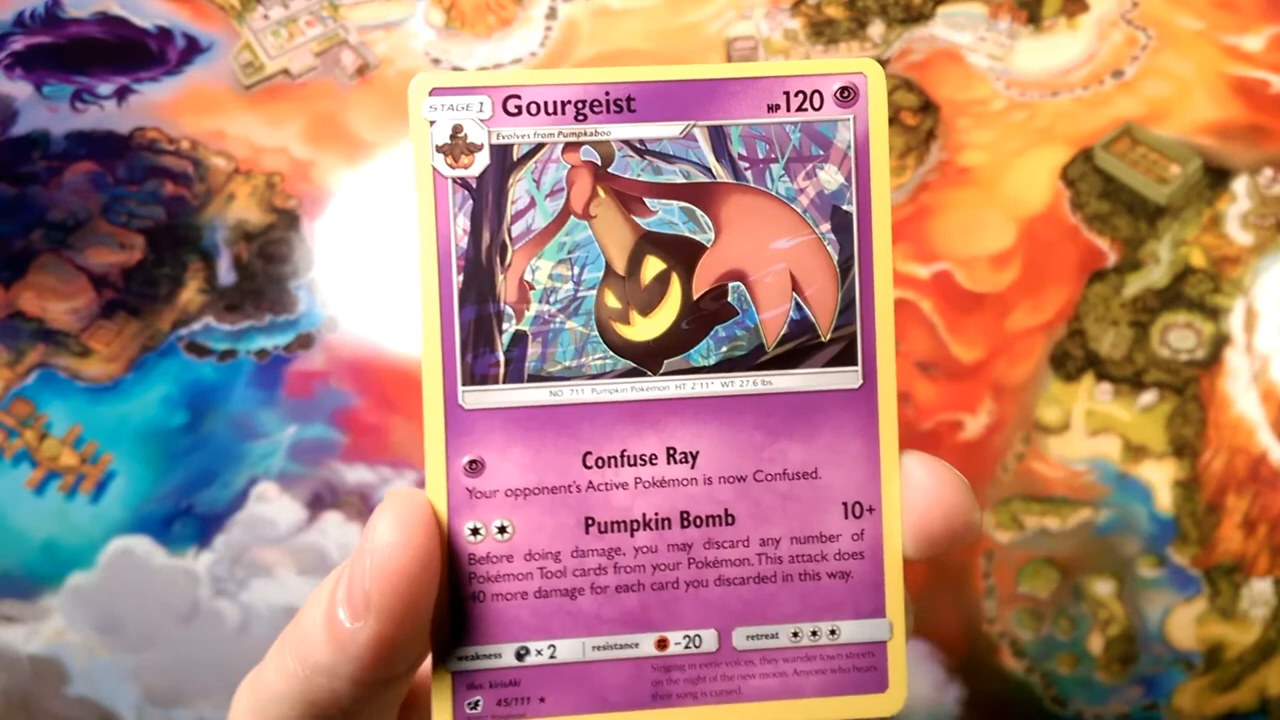 STAGE 1 Gourgeist HP 120
Evolves from Pumpkaboo
NO. 711 Pumpkin Pokémon HT: 2'11" WT: 27.6 lbs.
Confuse Ray
Your opponent's Active Pokémon is now Confused.
Pumpkin Bomb 10+
Before doing damage, you may discard any number of
Pokémon Tool cards from your Pokémon. This attack does
40 more damage for each card you discarded in this way.
weakness ×2 resistance -20 retreat
Singing in eerie voices, they wander town streets
on the night of the new moon. Anyone who hears
their song is cursed.
illus. kirisAki
45/111 ★